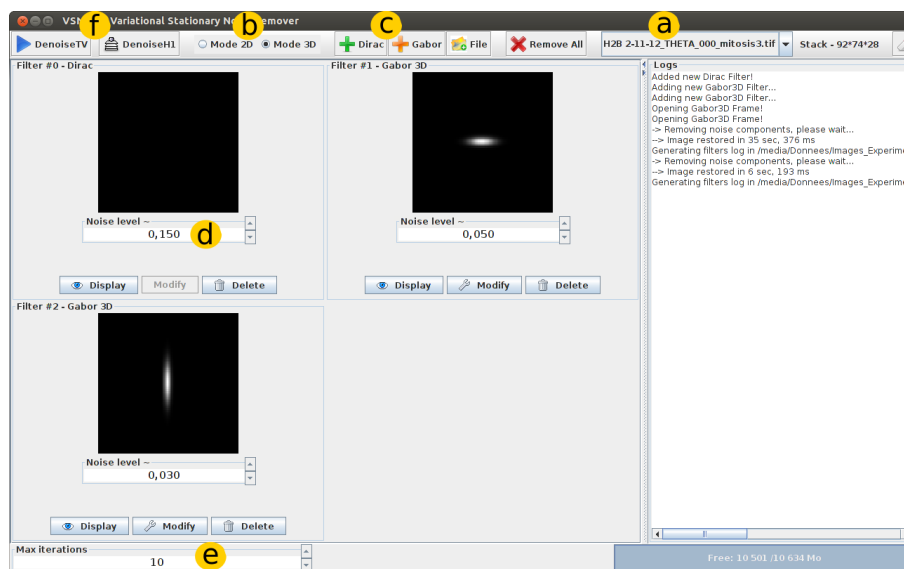 a
f
b
c
VSN Variational Stationary No emover
DenoiseTV DenoiseH1 Mode 2D Mode 3D Dirac Gabor File Remove All H2B 2-11-12_THETA_000_mitosis3.tif Stack - 92*74*28
Filter #0 - Dirac
Filter #1 - Gabor 3D
Noise level ~
0,150
d
Display Modify Delete
Noise level ~
0,050
Display Modify Delete
Filter #2 - Gabor 3D
Noise level ~
0,030
Display Modify Delete
Max iterations
10
e
Logs
Added new Dirac Filter!
Adding new Gabor3D Filter...
Adding new Gabor3D Filter...
Opening Gabor3D Frame!
Opening Gabor3D Frame!
-> Removing noise components, please wait...
--> Image restored in 35 sec, 376 ms
Generating filters log in /media/Donnees/Images_Experime
-> Removing noise components, please wait...
--> Image restored in 6 sec, 193 ms
Generating filters log in /media/Donnees/Images_Experime
Free: 10 501 /10 634 Mo